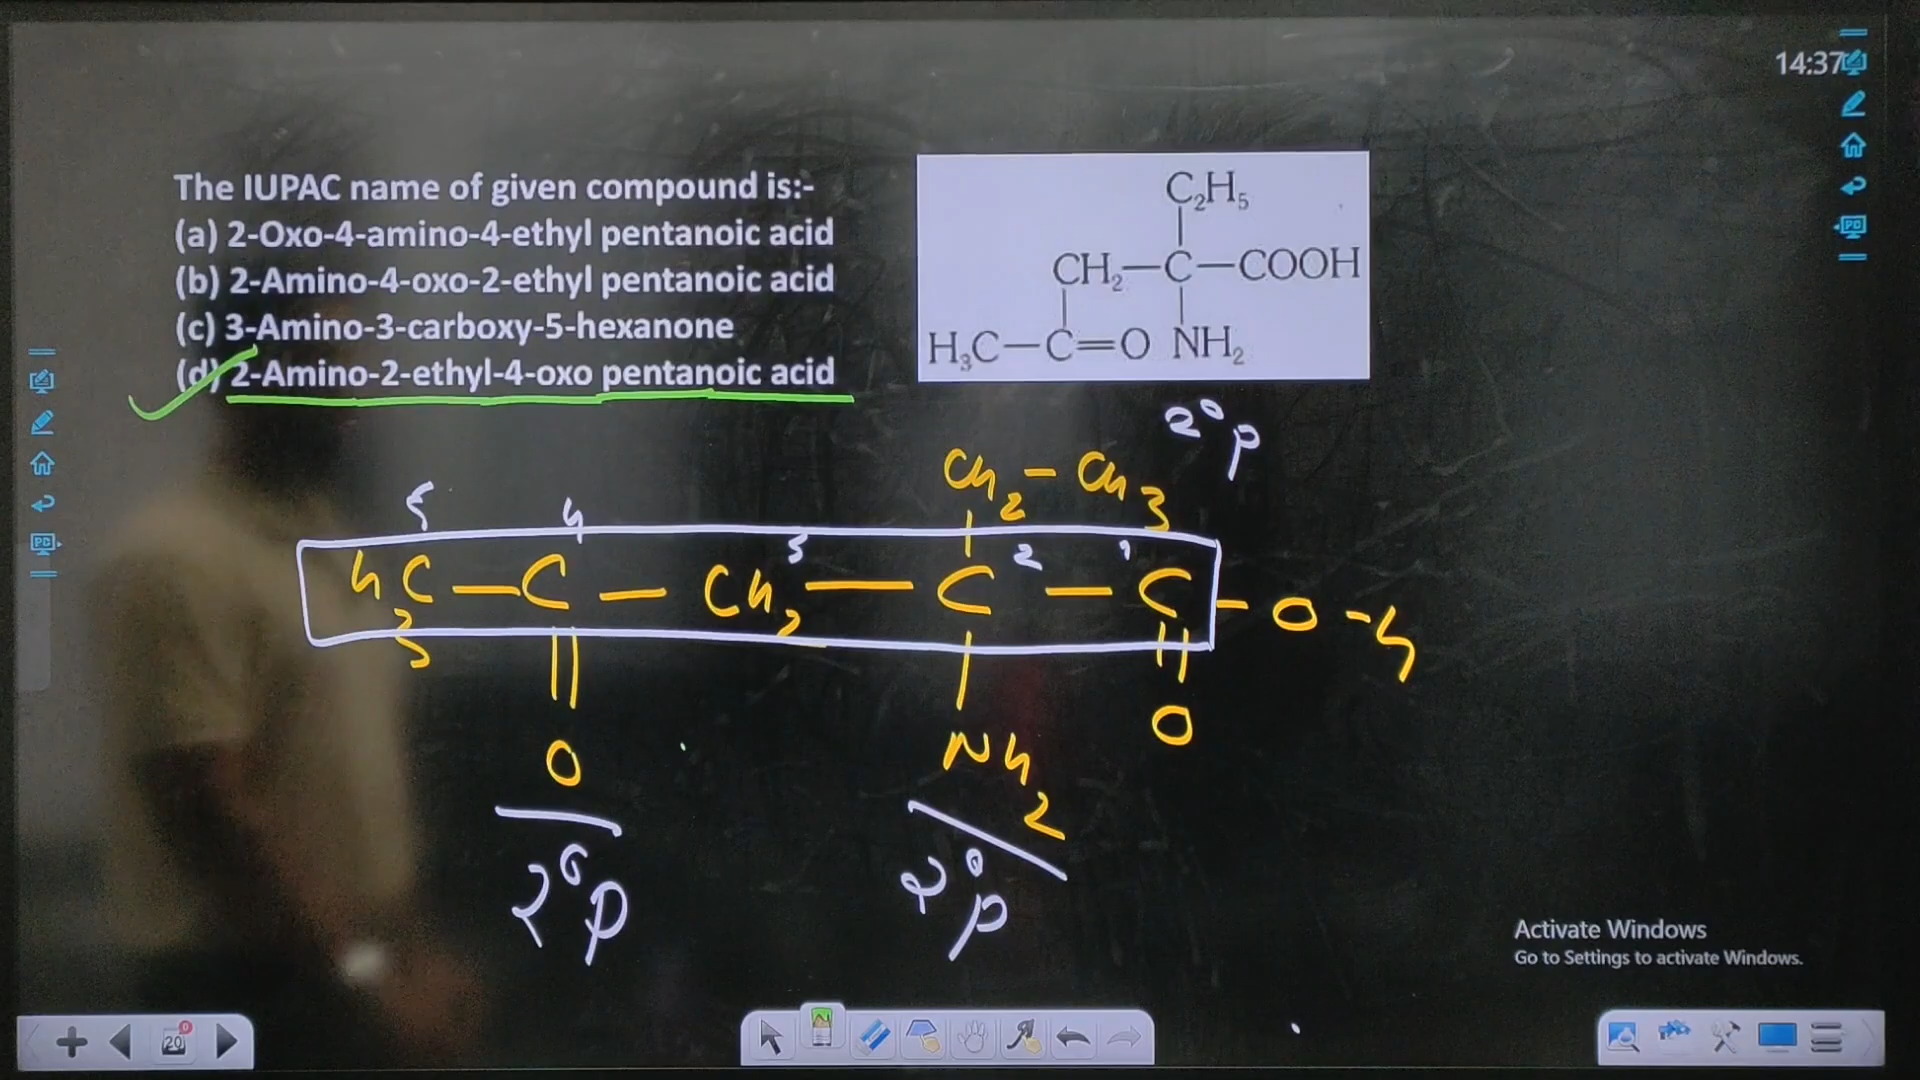 14:37
The IUPAC name of given compound is:-
(a) 2-Oxo-4-amino-4-ethyl pentanoic acid
(b) 2-Amino-4-oxo-2-ethyl pentanoic acid
(c) 3-Amino-3-carboxy-5-hexanone
(d) 2-Amino-2-ethyl-4-oxo pentanoic acid
C₂H₅
CH₂—C—COOH
H₃C—C=O NH₂
2° P
CH₂-CH₃
5 4 3 2 1
H₃C—C—CH₂—C—C-O-H
O NH₂ O
2° P 2° P
Activate Windows
Go to Settings to activate Windows.
20